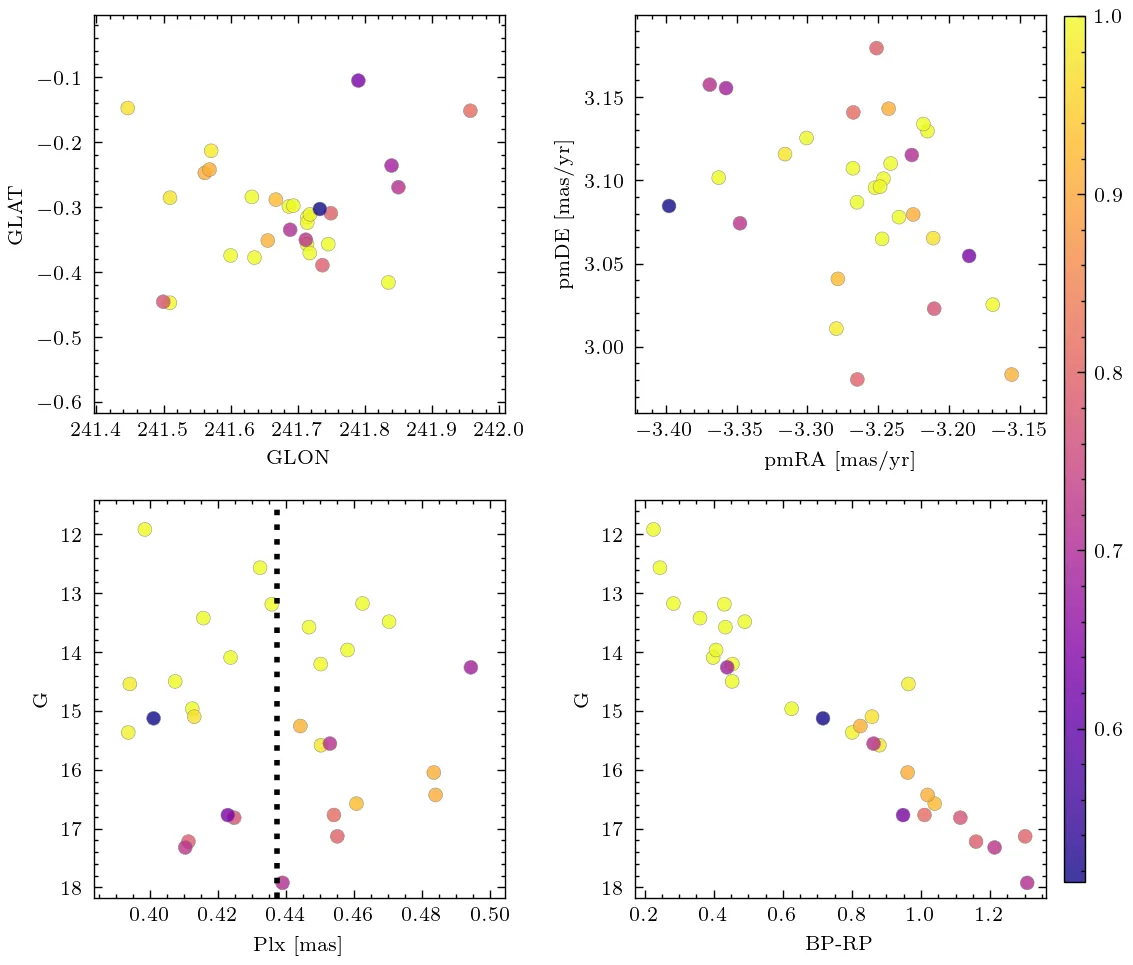 −0.1
−0.2
−0.3
−0.4
−0.5
−0.6
GLAT
241.4 241.5 241.6 241.7 241.8 241.9 242.0
GLON
3.15
3.10
3.05
3.00
pmDE [mas/yr]
−3.40 −3.35 −3.30 −3.25 −3.20 −3.15
pmRA [mas/yr]
12
13
14
15
16
17
18
G
0.40 0.42 0.44 0.46 0.48 0.50
Plx [mas]
12
13
14
15
16
17
18
G
0.2 0.4 0.6 0.8 1.0 1.2
BP-RP
1.0
0.9
0.8
0.7
0.6